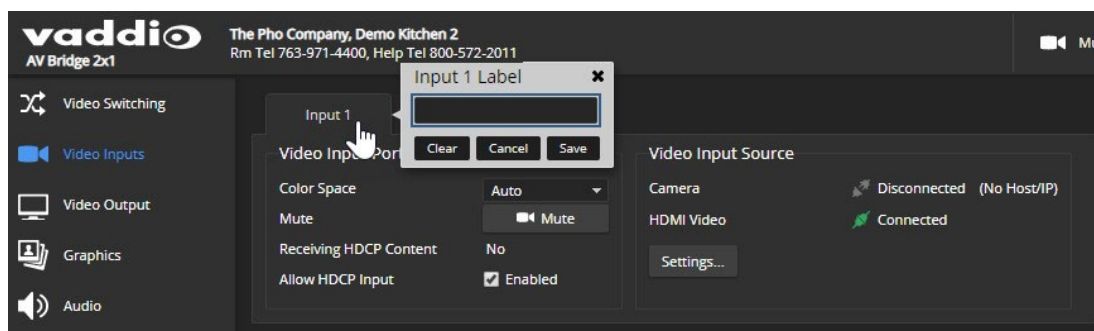 vaddio
AV Bridge 2x1
The Pho Company, Demo Kitchen 2
Rm Tel 763-971-4400, Help Tel 800-572-2011
Video Switching
Video Inputs
Video Output
Graphics
Audio
Input 1
Input 1 Label
Clear Cancel Save
Color Space Auto
Mute Mute
Receiving HDCP Content No
Allow HDCP Input Enabled
Video Input Source
Camera Disconnected (No Host/IP)
HDMI Video Connected
Settings...